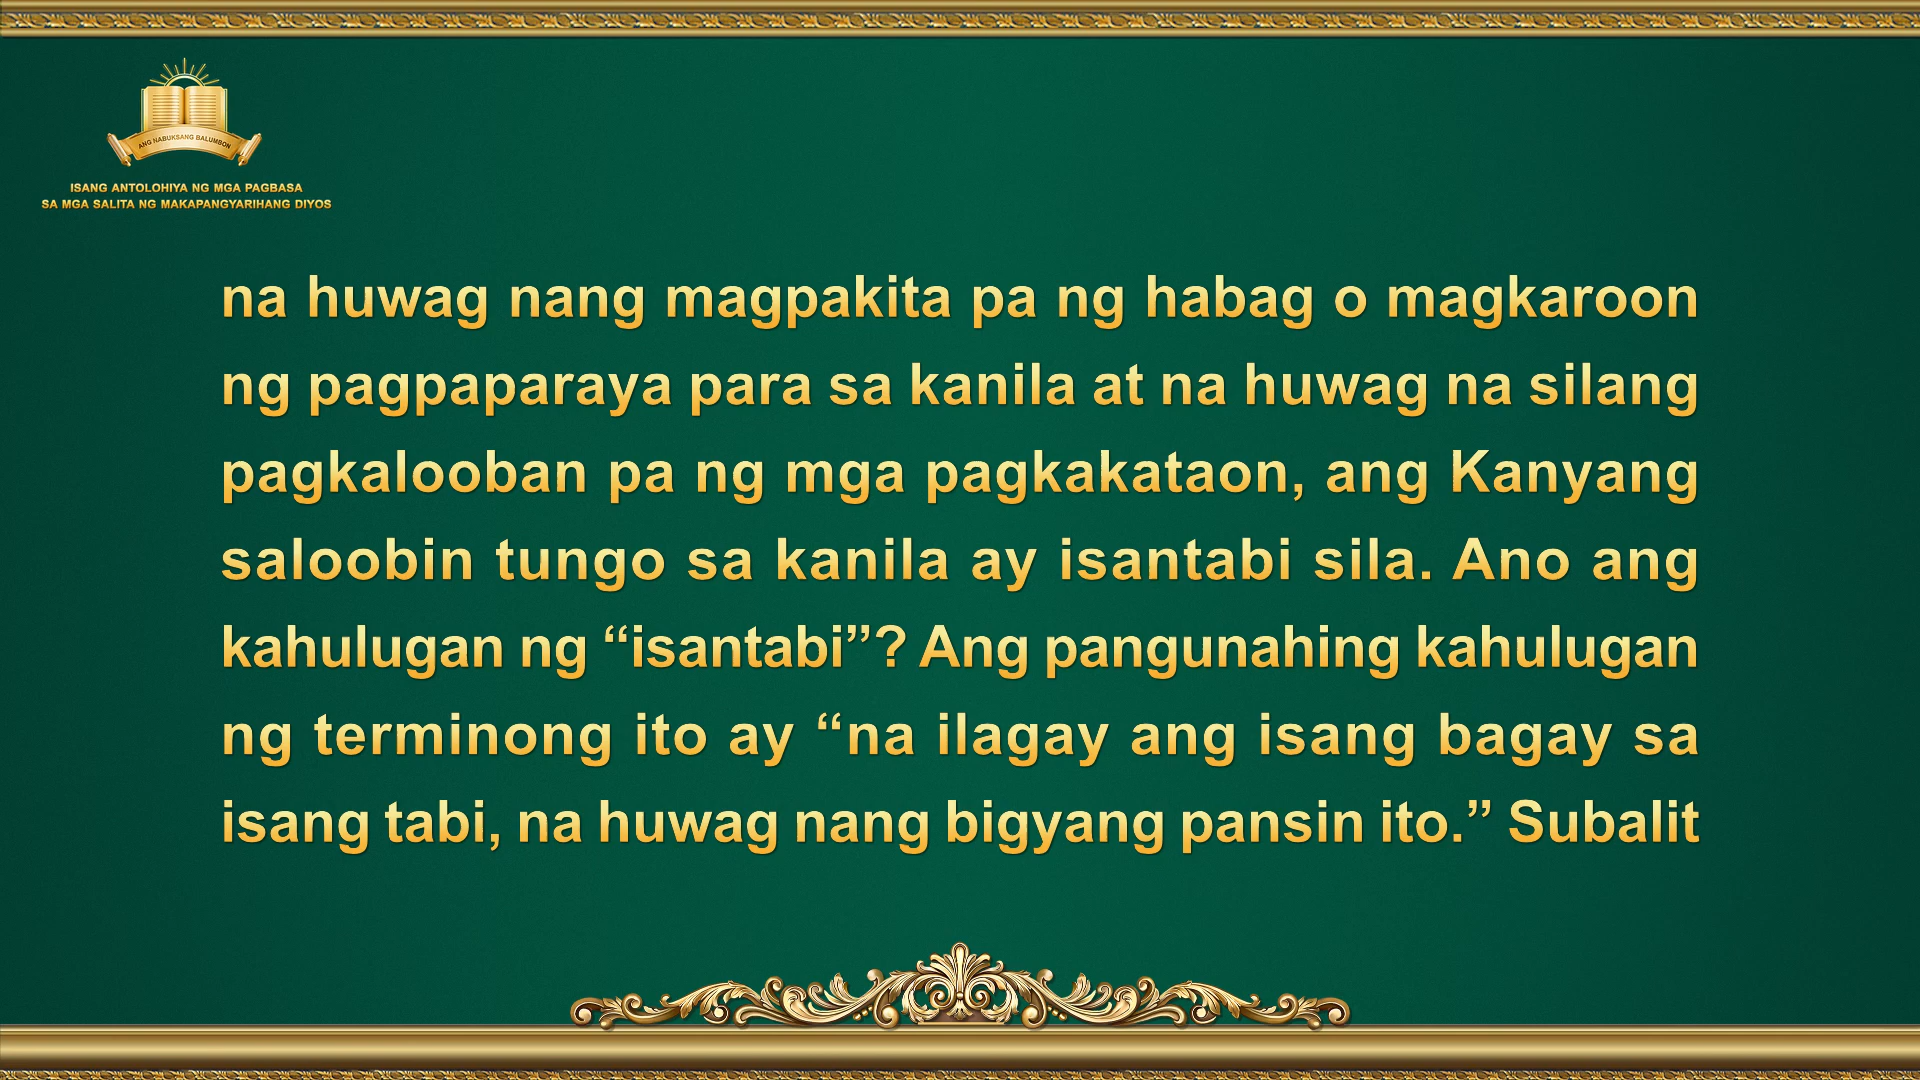 ANG NABUKSANG BALUMBON
ISANG ANTOLOHIYA NG MGA PAGBASA
SA MGA SALITA NG MAKAPANGYARIHANG DIYOS
na huwag nang magpakita pa ng habag o magkaroon
ng pagpaparaya para sa kanila at na huwag na silang
pagkalooban pa ng mga pagkakataon, ang Kanyang
saloobin tungo sa kanila ay isantabi sila. Ano ang
kahulugan ng “isantabi”? Ang pangunahing kahulugan
ng terminong ito ay “na ilagay ang isang bagay sa
isang tabi, na huwag nang bigyang pansin ito.” Subalit